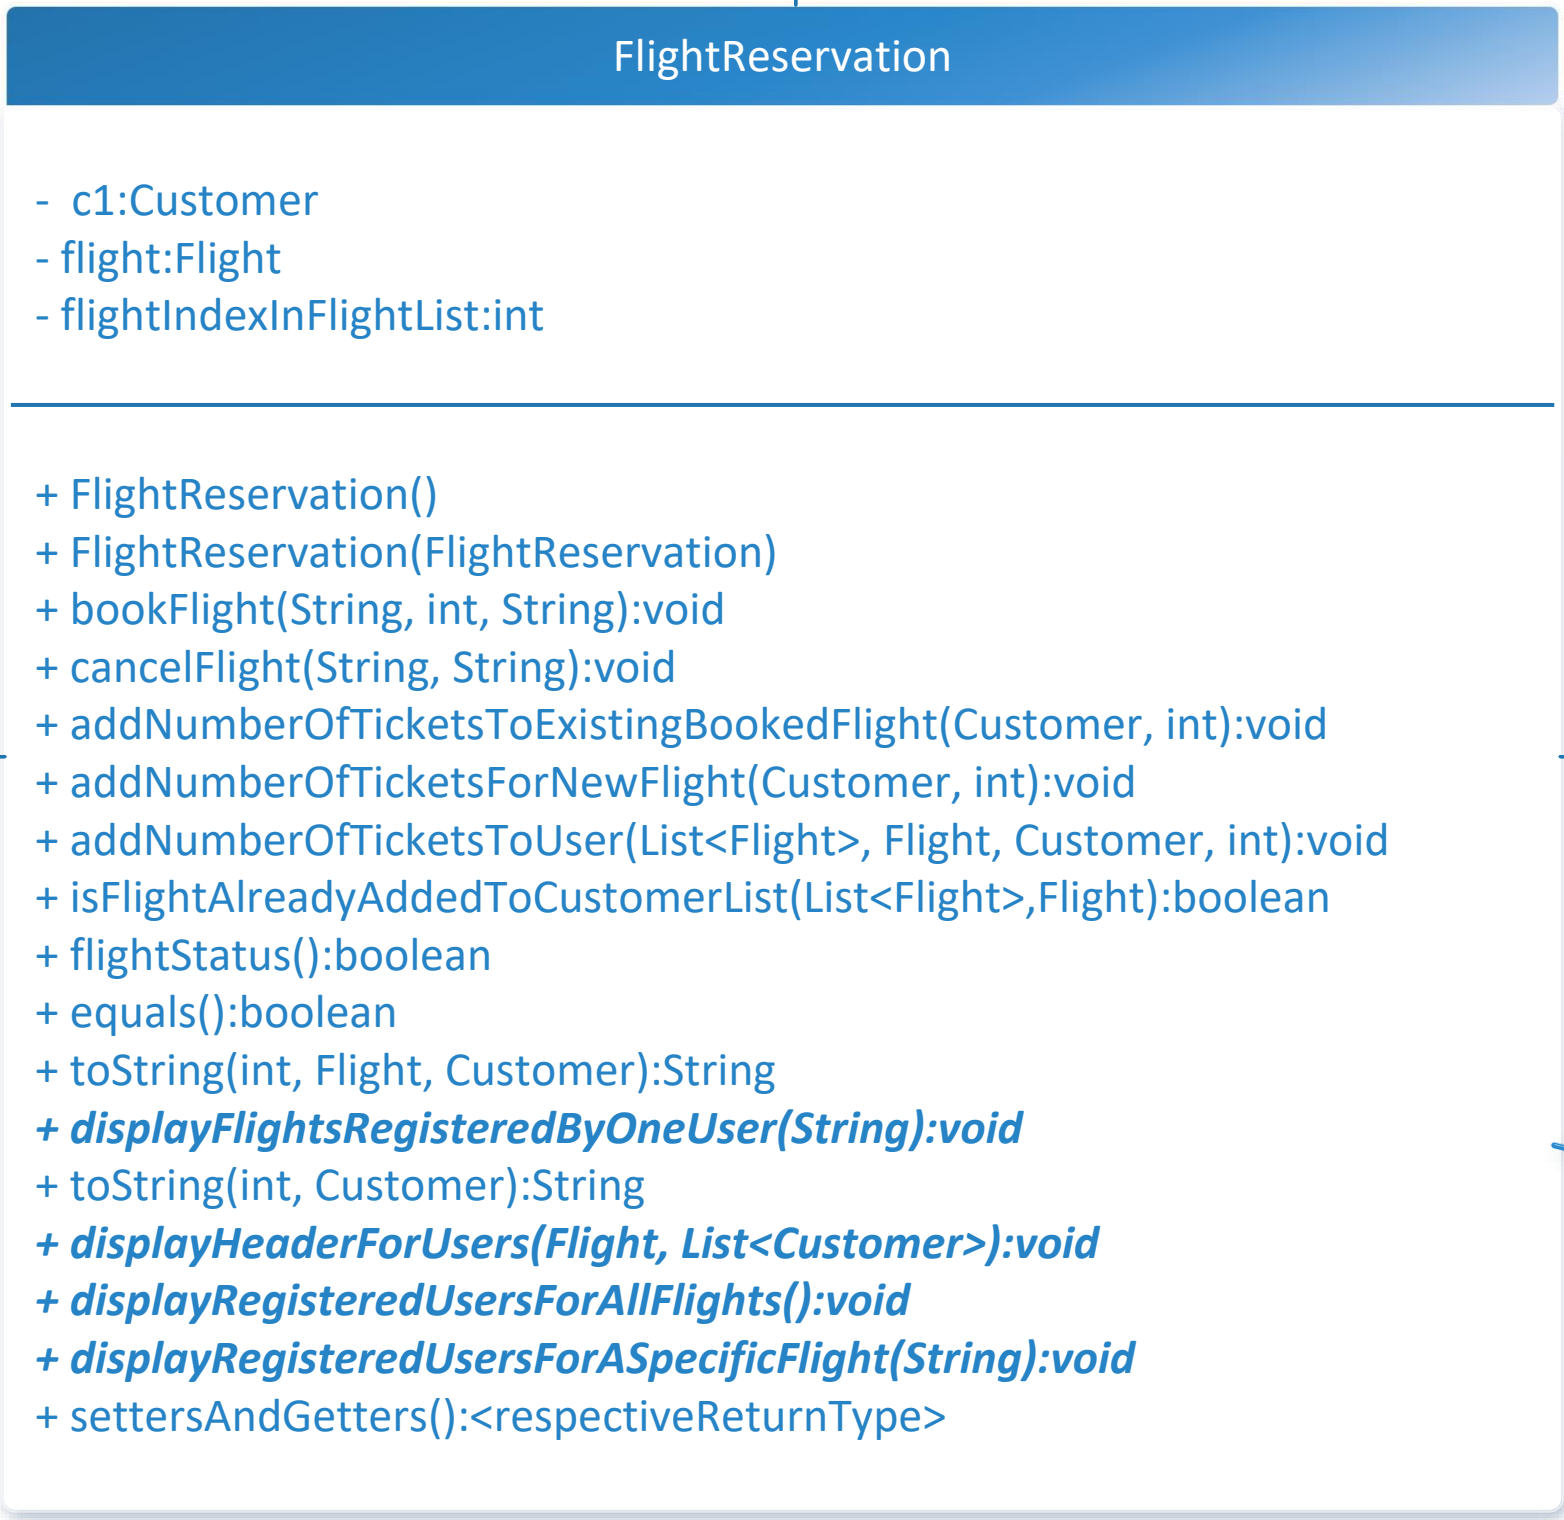 FlightReservation
- c1:Customer
- flight:Flight
- flightIndexInFlightList:int
+ FlightReservation()
+ FlightReservation(FlightReservation)
+ bookFlight(String, int, String):void
+ cancelFlight(String, String):void
+ addNumberOfTicketsToExistingBookedFlight(Customer, int):void
+ addNumberOfTicketsForNewFlight(Customer, int):void
+ addNumberOfTicketsToUser(List<Flight>, Flight, Customer, int):void
+ isFlightAlreadyAddedToCustomerList(List<Flight>,Flight):boolean
+ flightStatus():boolean
+ equals():boolean
+ toString(int, Flight, Customer):String
+ displayFlightsRegisteredByOneUser(String):void
+ toString(int, Customer):String
+ displayHeaderForUsers(Flight, List<Customer>):void
+ displayRegisteredUsersForAllFlights():void
+ displayRegisteredUsersForASpecificFlight(String):void
+ settersAndGetters():<respectiveReturnType>